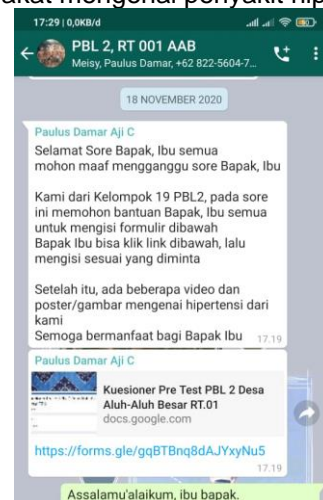 akat mengenai penyakit hip
17:29 | 0,0KB/d
PBL 2, RT 001 AAB
Meisy, Paulus Damar, +62 822-5604-7...
18 NOVEMBER 2020
Paulus Damar Aji C
Selamat Sore Bapak, Ibu semua
mohon maaf mengganggu sore Bapak, Ibu
Kami dari Kelompok 19 PBL2, pada sore
ini memohon bantuan Bapak, Ibu semua
untuk mengisi formulir dibawah
Bapak Ibu bisa klik link dibawah, lalu
mengisi sesuai yang diminta
Setelah itu, ada beberapa video dan
poster/gambar mengenai hipertensi dari
kami
Semoga bermanfaat bagi Bapak Ibu 17.19
Paulus Damar Aji C
Kuesioner Pre Test PBL 2 Desa
Aluh-Aluh Besar RT.01
docs.google.com
https://forms.gle/gqBTBnq8dAJYxyNu5
17.19
Assalamu'alaikum, ibu bapak.